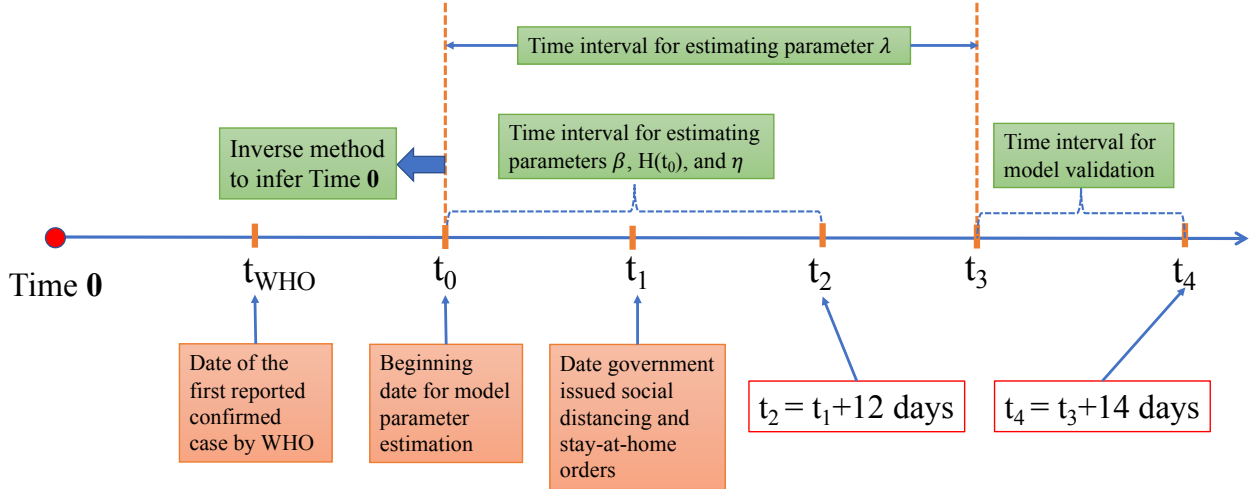 Time interval for estimating parameter λ
Inverse method
to infer Time 0
Time interval for estimating
parameters β, H(t₀), and η
Time interval for
model validation
Time 0
t_WHO
t₀
t₁
t₂
t₃
t₄
Date of the
first reported
confirmed
case by WHO
Beginning
date for model
parameter
estimation
Date government
issued social
distancing and
stay-at-home
orders
t₂ = t₁+12 days
t₄ = t₃+14 days